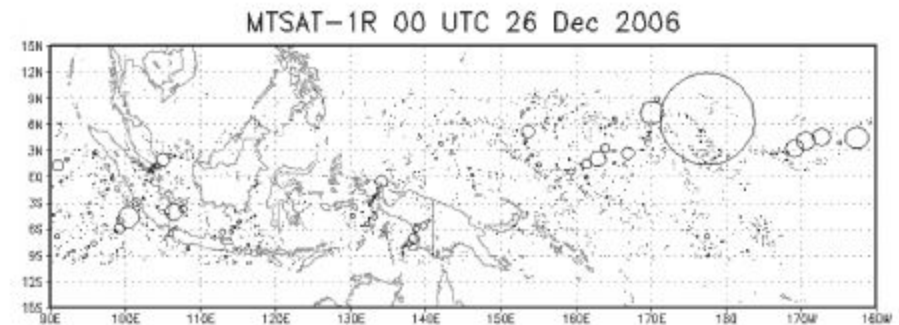 MTSAT-1R 00 UTC 26 Dec 2006
15N
12N
9N
6N
3N
EQ
3S
6S
9S
12S
15S
90E 100E 110E 120E 130E 140E 150E 160E 170E 180 170W 160W